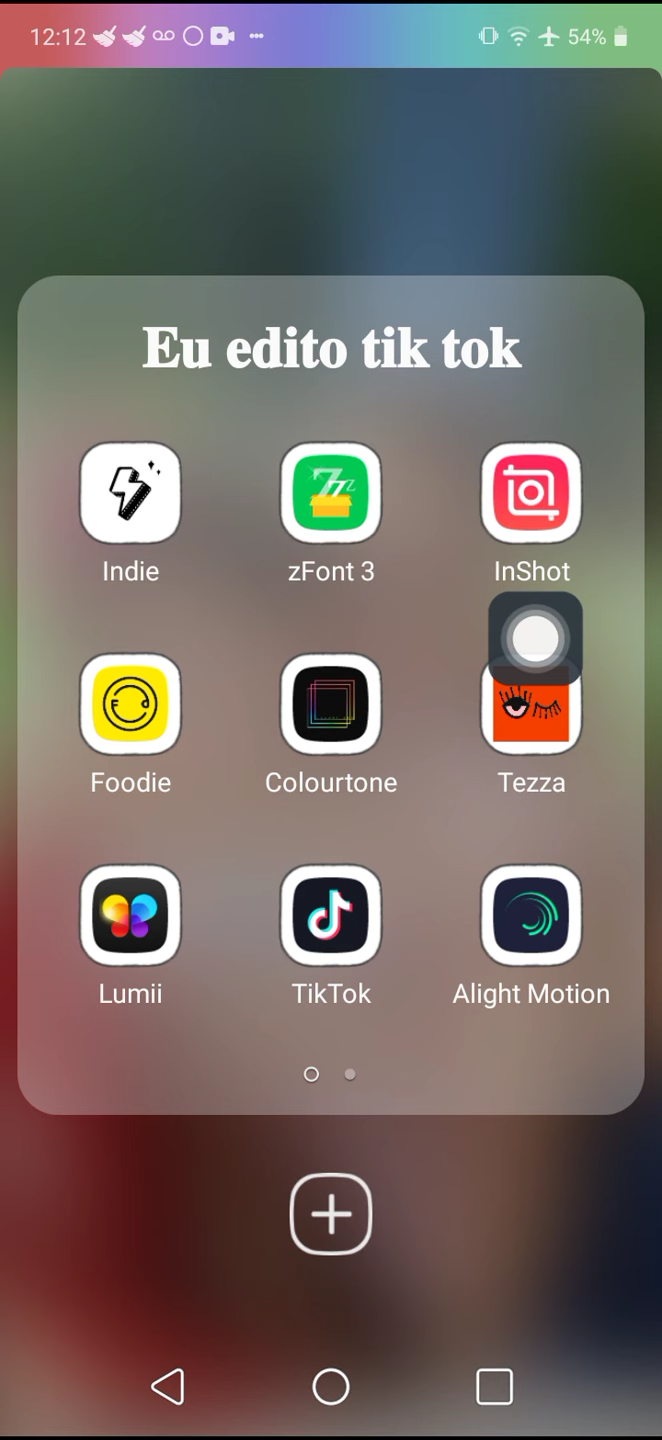 12:12
54%
Eu edito tik tok
Indie
zFont 3
InShot
Foodie
Colourtone
Tezza
Lumii
TikTok
Alight Motion